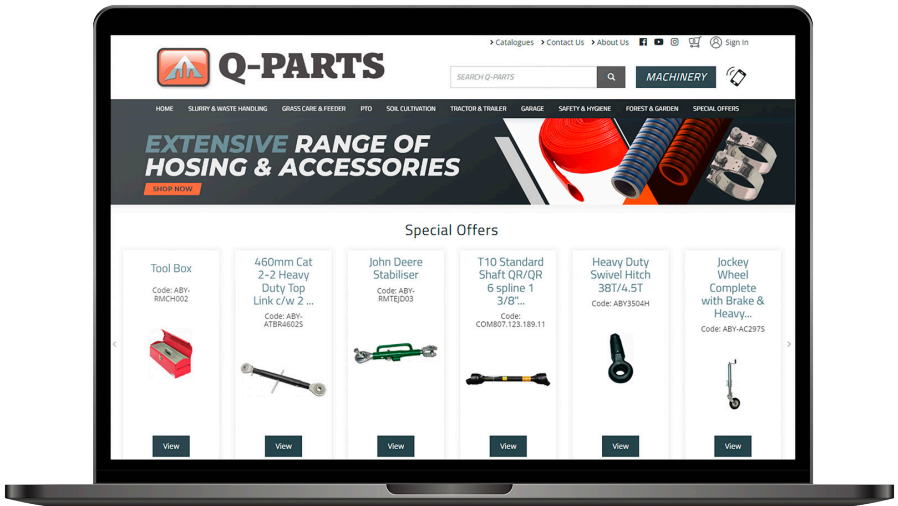 Catalogues Contact Us About Us Sign In
Q-PARTS
SEARCH Q-PARTS
MACHINERY
HOME SLURRY & WASTE HANDLING GRASS CARE & FEEDER PTO SOIL CULTIVATION TRACTOR & TRAILER GARAGE SAFETY & HYGIENE FOREST & GARDEN SPECIAL OFFERS
EXTENSIVE RANGE OF
HOSING & ACCESSORIES
SHOP NOW
Special Offers
Tool Box
Code: ABY-
RMCH002
View
460mm Cat
2-2 Heavy
Duty Top
Link c/w 2 ...
Code: ABY-
ATBR4602S
View
John Deere
Stabiliser
Code: ABY-
RMTEJD03
View
T10 Standard
Shaft QR/QR
6 spline 1
3/8"...
Code:
COM807.123.189.11
View
Heavy Duty
Swivel Hitch
38T/4.5T
Code: ABY3504H
View
Jockey
Wheel
Complete
with Brake &
Heavy...
Code: ABY-AC297S
View